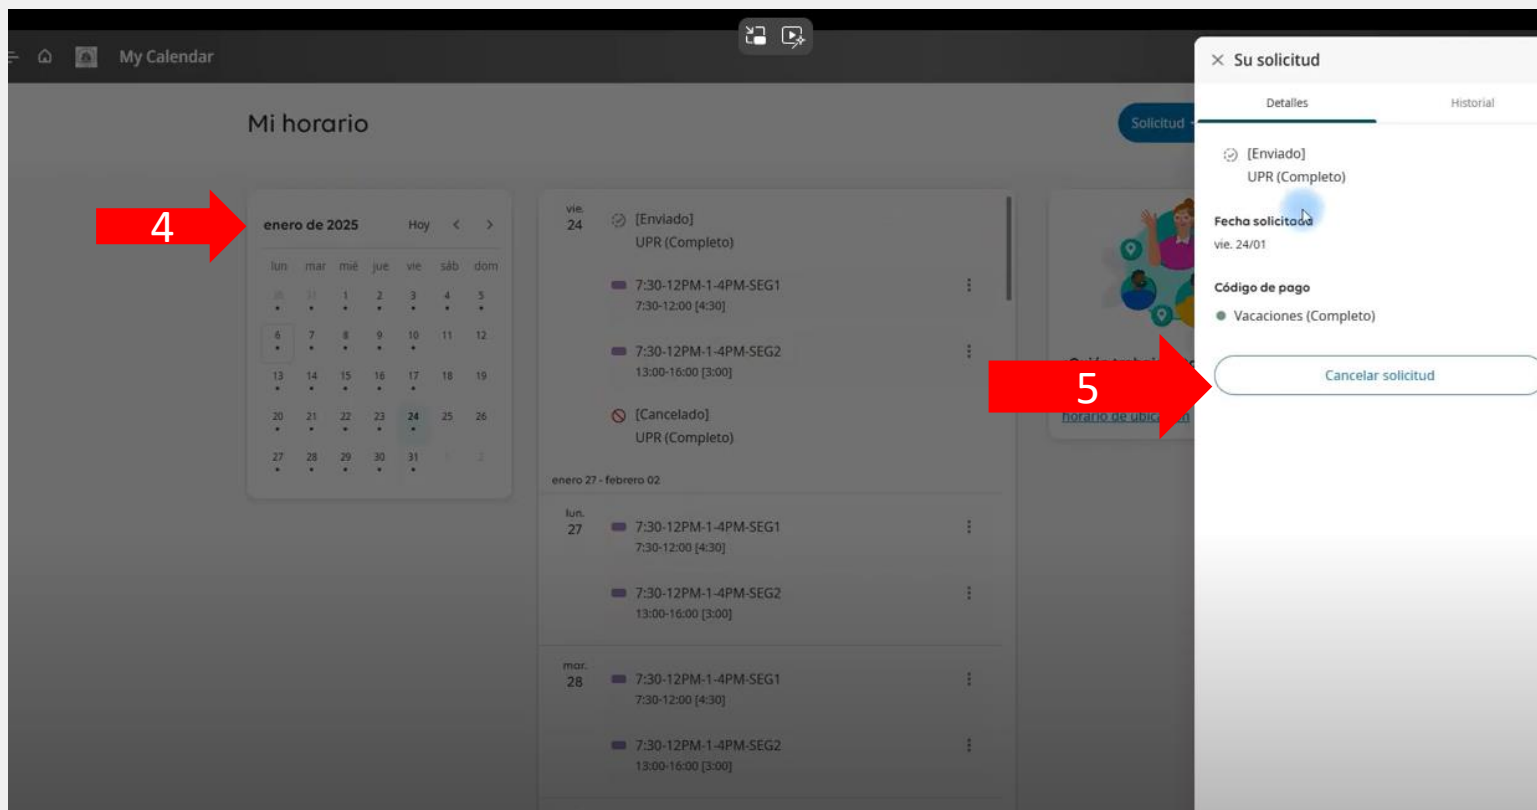 My Calendar
Mi horario
Solicitud
4
enero de 2025 Hoy
lun mar mié jue vie sáb dom
30 31 1 2 3 4 5
6 7 8 9 10 11 12
13 14 15 16 17 18 19
20 21 22 23 24 25 26
27 28 29 30 31 1 2
vie.
24
[Enviado]
UPR (Completo)
7:30-12PM-1-4PM-SEG1
7:30-12:00 [4:30]
7:30-12PM-1-4PM-SEG2
13:00-16:00 [3:00]
[Cancelado]
UPR (Completo)
enero 27 - febrero 02
lun.
27
7:30-12PM-1-4PM-SEG1
7:30-12:00 [4:30]
7:30-12PM-1-4PM-SEG2
13:00-16:00 [3:00]
mar.
28
7:30-12PM-1-4PM-SEG1
7:30-12:00 [4:30]
7:30-12PM-1-4PM-SEG2
13:00-16:00 [3:00]
horario de
5
Su solicitud
Detalles Historial
[Enviado]
UPR (Completo)
Fecha solicitada
vie. 24/01
Código de pago
Vacaciones (Completo)
Cancelar solicitud